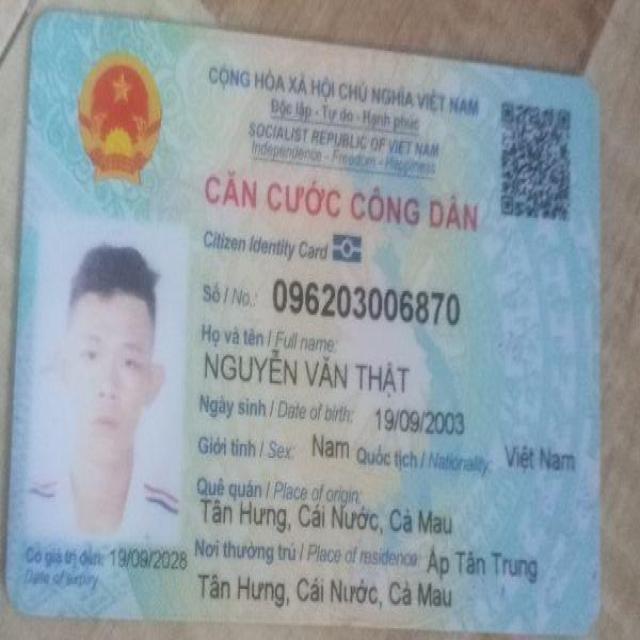 CỘNG HÒA XÃ HỘI CHỦ NGHĨA VIỆT NAM
Độc lập - Tự do - Hạnh phúc
SOCIALIST REPUBLIC OF VIET NAM
Independence - Freedom - Happiness
CĂN CƯỚC CÔNG DÂN
Citizen Identity Card
Số / No.: 096203006870
Họ và tên / Full name:
NGUYỄN VĂN THẬT
Ngày sinh / Date of birth: 19/09/2003
Giới tính / Sex: Nam Quốc tịch / Nationality: Việt Nam
Quê quán / Place of origin:
Tân Hưng, Cái Nước, Cà Mau
Nơi thường trú / Place of residence: Ấp Tân Trung
Tân Hưng, Cái Nước, Cà Mau
Có giá trị đến: 19/09/2028
Date of expiry